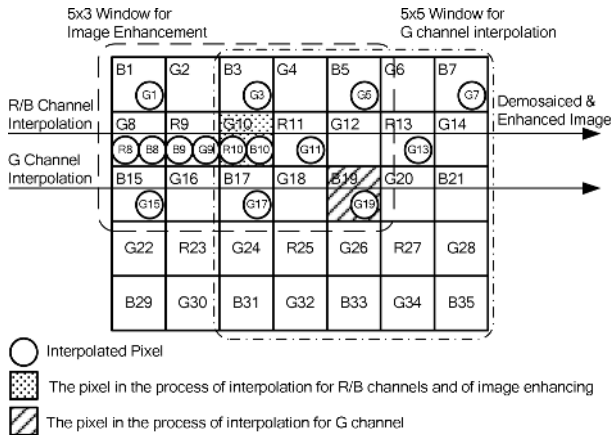 5x3 Window for
Image Enhancement
5x5 Window for
G channel interpolation
B1 G2 B3 G4 B5 G6 B7
G1 G3 G5 G7
R/B Channel
Interpolation
Demosaiced &
Enhanced Image
G8 R9 G10 R11 G12 R13 G14
R8 B8 B9 G9 R10 B10 G11 G13
G Channel
Interpolation
B15 G16 B17 G18 B19 G20 B21
G15 G17 G19
G22 R23 G24 R25 G26 R27 G28
B29 G30 B31 G32 B33 G34 B35
Interpolated Pixel
The pixel in the process of interpolation for R/B channels and of image enhancing
The pixel in the process of interpolation for G channel